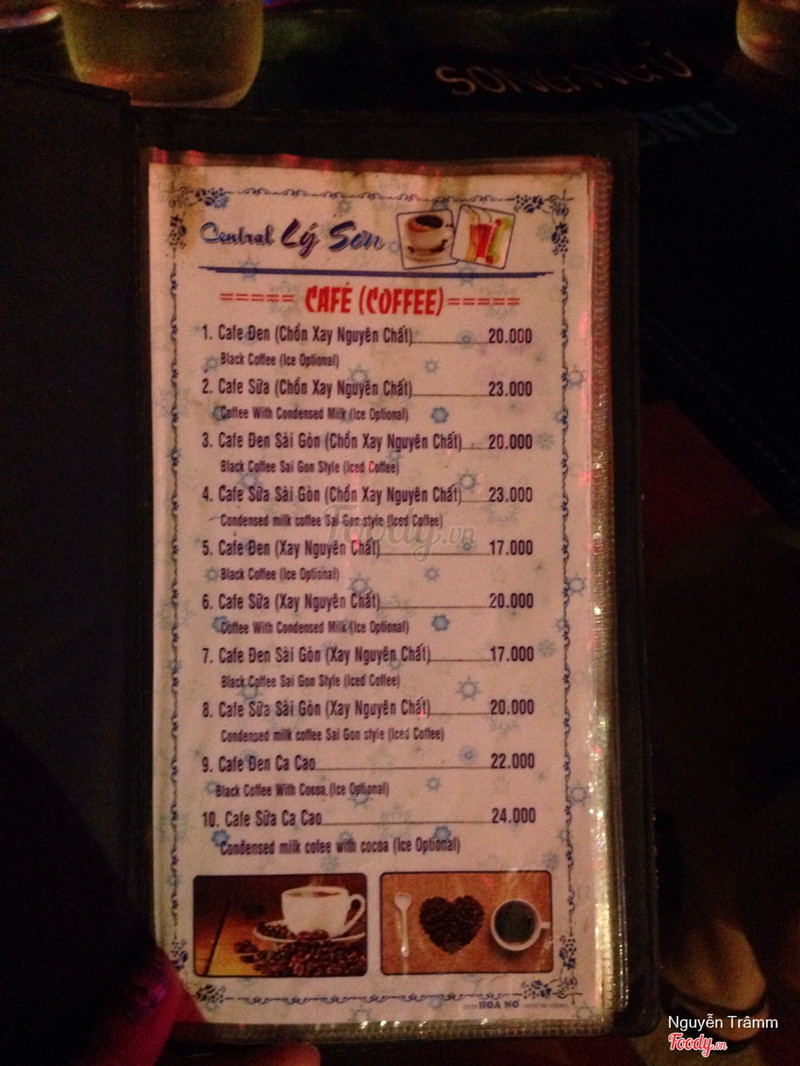 SONG NGƯ
MENU
Central Lý Sơn
===== CAFÉ (COFFEE) =====
1. Cafe Đen (Chồn Xay Nguyên Chất) 20.000
Black Coffee (Ice Optional)
2. Cafe Sữa (Chồn Xay Nguyên Chất) 23.000
Coffee With Condensed Milk (Ice Optional)
3. Cafe Đen Sài Gòn (Chồn Xay Nguyên Chất) 20.000
Black Coffee Sai Gon Style (Iced Coffee)
4. Cafe Sữa Sài Gòn (Chồn Xay Nguyên Chất) 23.000
Condensed milk coffee Sai Gon style (Iced Coffee)
Foody.vn
5. Cafe Đen (Xay Nguyên Chất) 17.000
Black Coffee (Ice Optional)
6. Cafe Sữa (Xay Nguyên Chất) 20.000
Coffee With Condensed Milk (Ice Optional)
7. Cafe Đen Sài Gòn (Xay Nguyên Chất) 17.000
Black Coffee Sai Gon Style (Iced Coffee)
8. Cafe Sữa Sài Gòn (Xay Nguyên Chất) 20.000
Condensed milk coffee Sai Gon style (Iced Coffee)
9. Cafe Đen Ca Cao 22.000
Black Coffee With Cocoa (Ice Optional)
10. Cafe Sữa Ca Cao 24.000
Condensed milk cofee with cocoa (Ice Optional)
HOA NO
Nguyễn Trâmm
Foody.vn